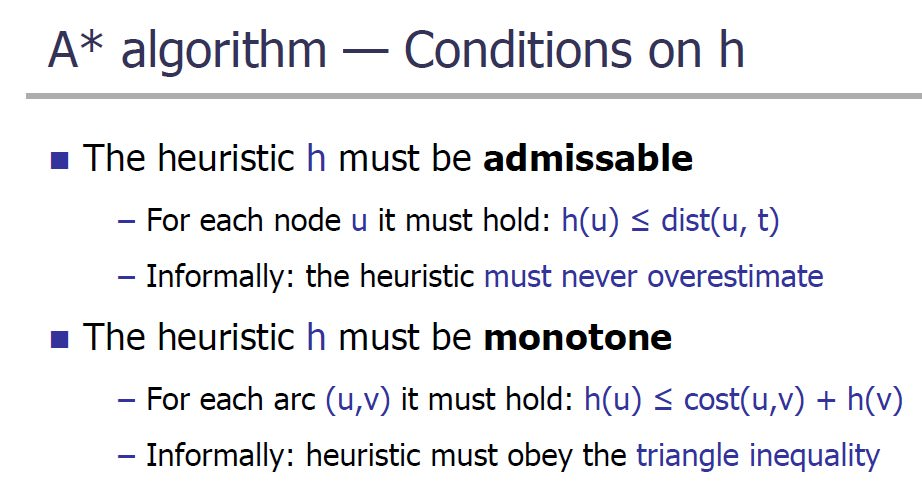 A* algorithm — Conditions on h
■ The heuristic h must be admissable
– For each node u it must hold: h(u) ≤ dist(u, t)
– Informally: the heuristic must never overestimate
■ The heuristic h must be monotone
– For each arc (u,v) it must hold: h(u) ≤ cost(u,v) + h(v)
– Informally: heuristic must obey the triangle inequality